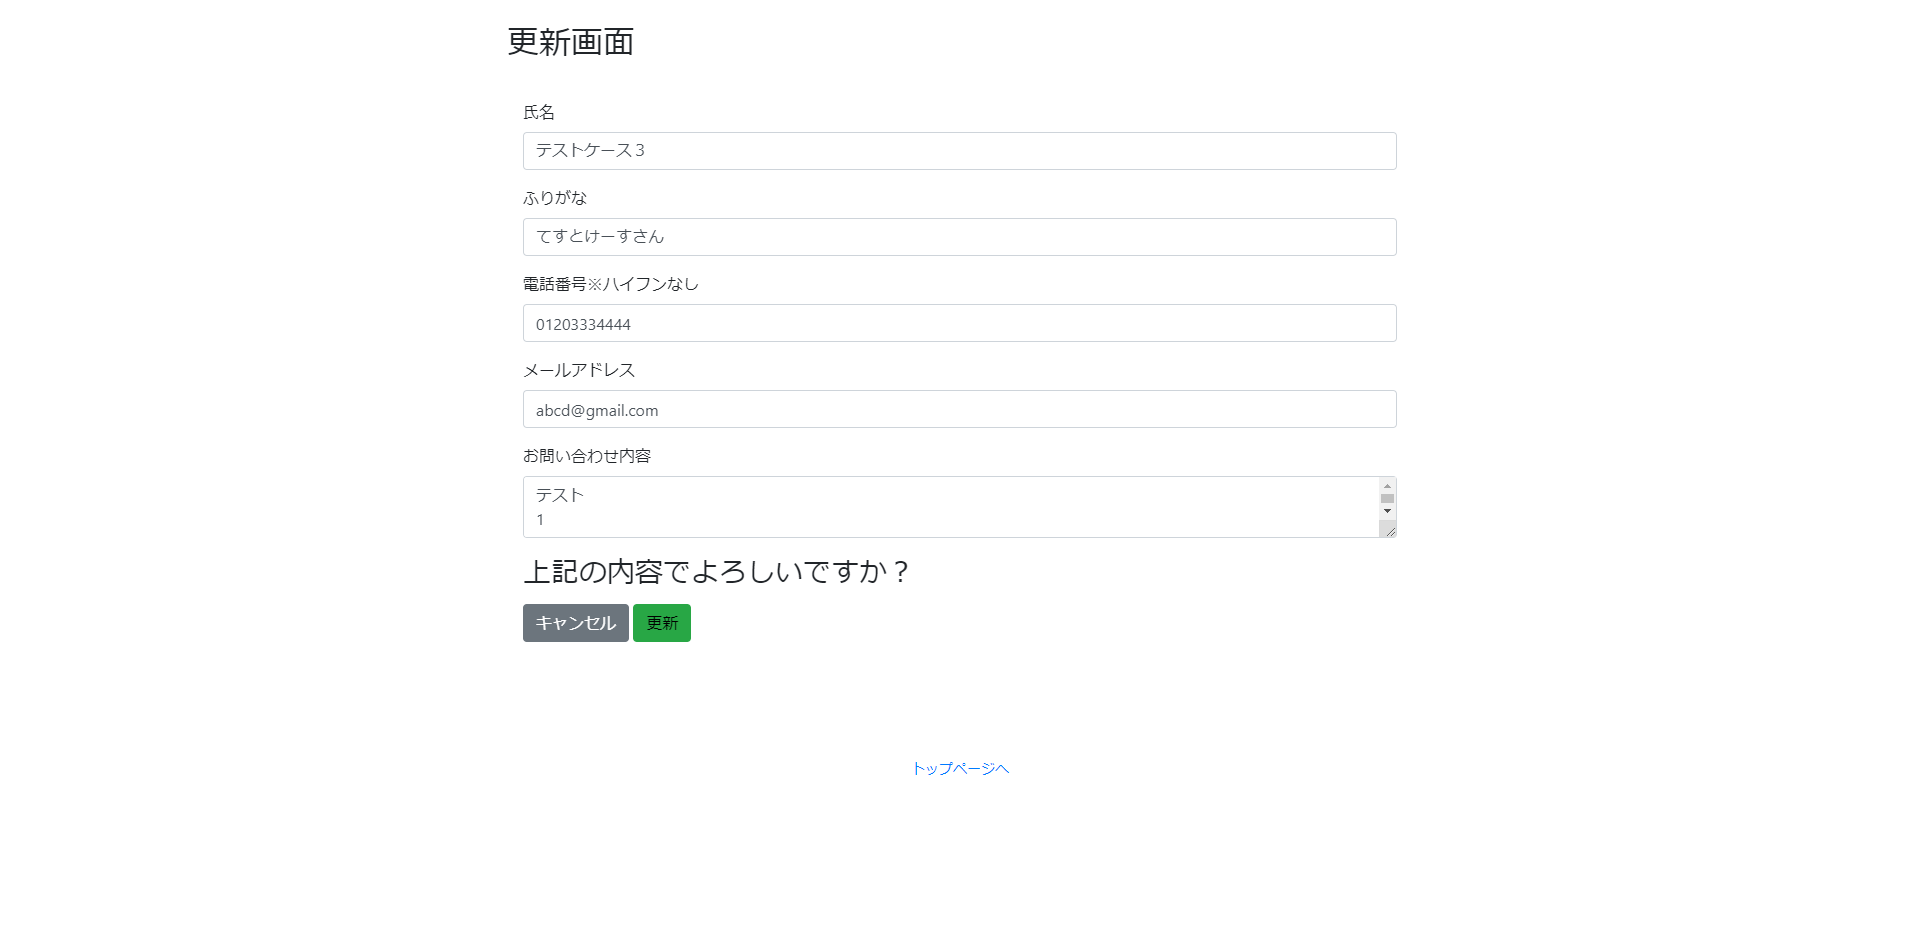 更新画面
氏名
テストケース３
ふりがな
てすとけーすさん
電話番号※ハイフンなし
01203334444
メールアドレス
abcd@gmail.com
お問い合わせ内容
テスト
1
上記の内容でよろしいですか？
キャンセル 更新
トップページへ